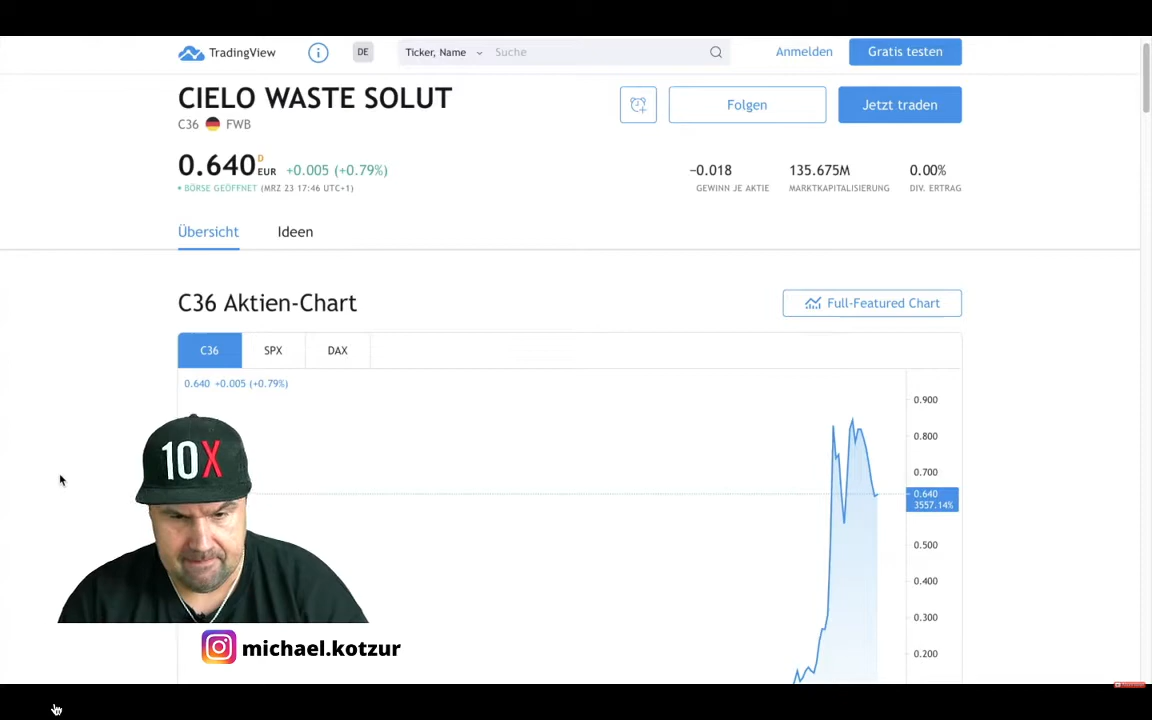 TradingView
DE
Ticker, Name
Suche
Anmelden
Gratis testen
CIELO WASTE SOLUT
C36 FWB
Folgen
Jetzt traden
0.640 D EUR +0.005 (+0.79%)
• BÖRSE GEÖFFNET (MRZ 23 17:46 UTC+1)
−0.018
GEWINN JE AKTIE
135.675M
MARKTKAPITALISIERUNG
0.00%
DIV. ERTRAG
Übersicht
Ideen
C36 Aktien-Chart
Full-Featured Chart
C36
SPX
DAX
0.640 +0.005 (+0.79%)
0.900
0.800
0.700
0.640
3557.14%
0.500
0.400
0.300
0.200
10X
michael.kotzur